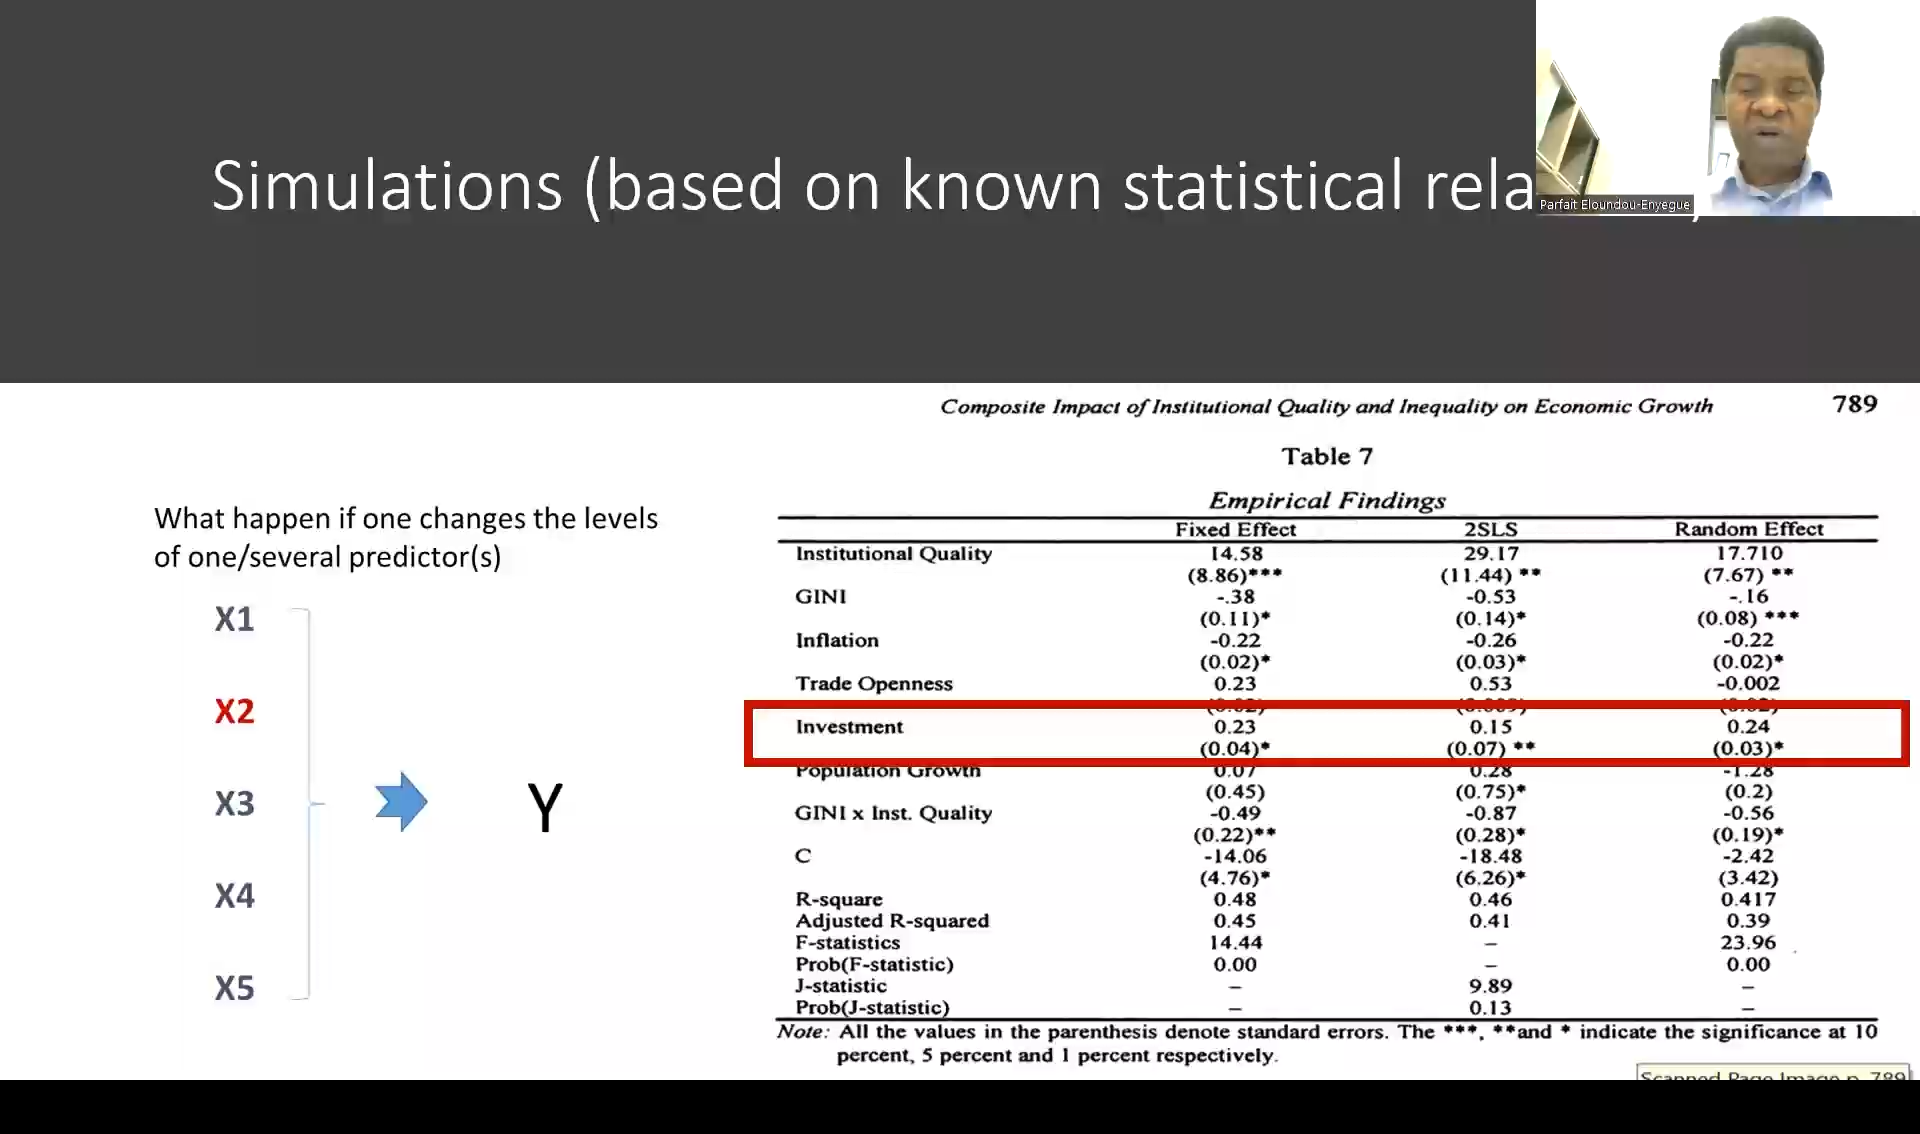 Simulations (based on known statistical rela
Parfait Eloundou-Enyegue
What happen if one changes the levels
of one/several predictor(s)
X1
X2
X3
X4
X5
Y
Composite Impact of Institutional Quality and Inequality on Economic Growth 789
Table 7
Empirical Findings
Fixed Effect 2SLS Random Effect
Institutional Quality 14.58 29.17 17.710
(8.86)*** (11.44) ** (7.67) **
GINI -.38 -0.53 -.16
(0.11)* (0.14)* (0.08) ***
Inflation -0.22 -0.26 -0.22
(0.02)* (0.03)* (0.02)*
Trade Openness 0.23 0.53 -0.002
Investment 0.23 0.15 0.24
(0.04)* (0.07) ** (0.03)*
Population Growth 0.07 0.28 -1.28
(0.45) (0.75)* (0.2)
GINI x Inst. Quality -0.49 -0.87 -0.56
(0.22)** (0.28)* (0.19)*
C -14.06 -18.48 -2.42
(4.76)* (6.26)* (3.42)
R-square 0.48 0.46 0.417
Adjusted R-squared 0.45 0.41 0.39
F-statistics 14.44 – 23.96
Prob(F-statistic) 0.00 – 0.00
J-statistic – 9.89 –
Prob(J-statistic) – 0.13 –
Note: All the values in the parenthesis denote standard errors. The ***, **and * indicate the significance at 10
percent, 5 percent and 1 percent respectively.
Scanned Page Image p. 789